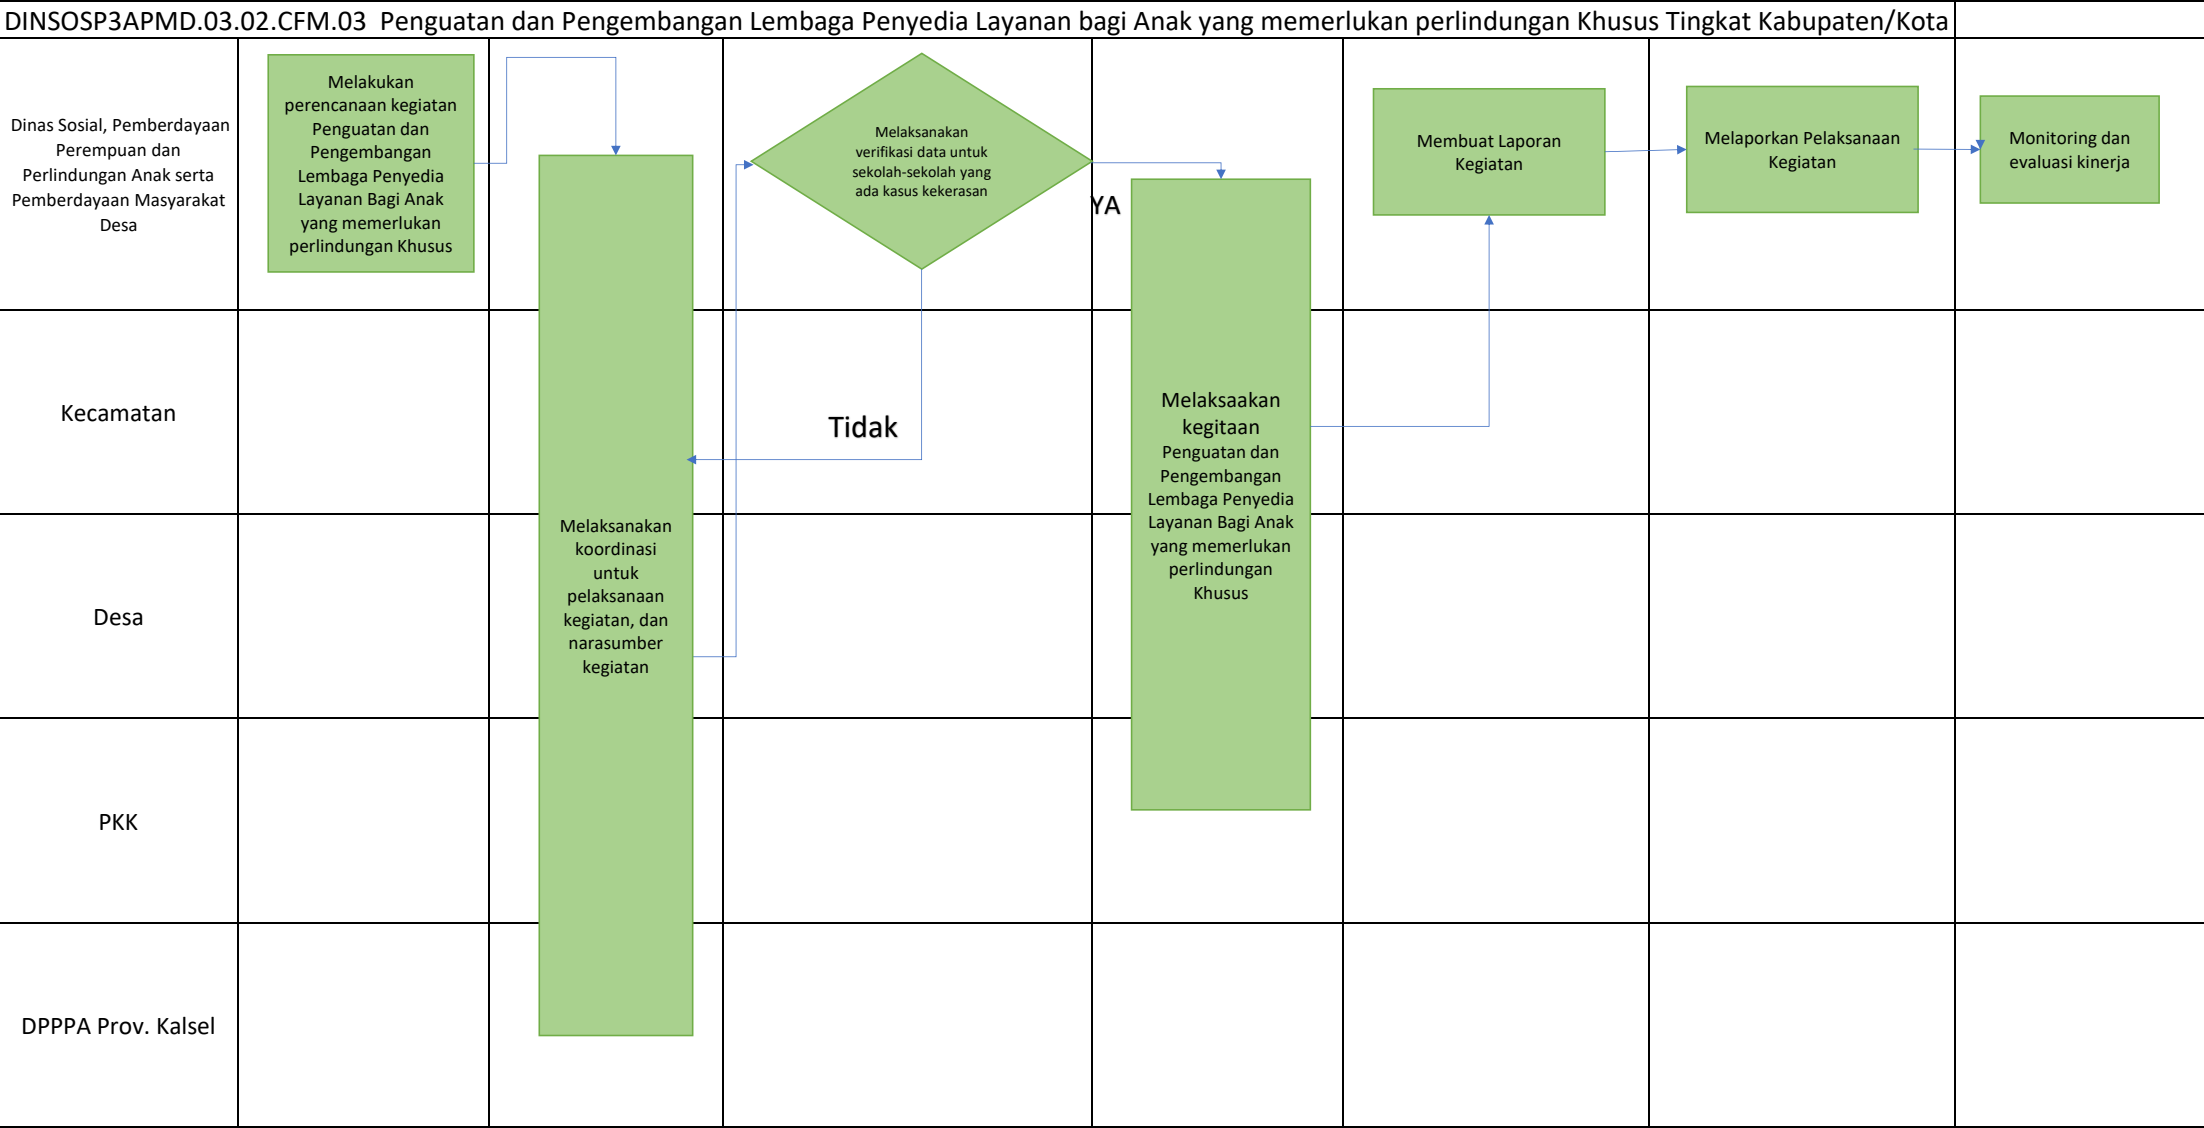 DINSOSP3APMD.03.02.CFM.03  Penguatan dan Pengembangan Lembaga Penyedia Layanan bagi Anak yang memerlukan perlindungan Khusus Tingkat Kabupaten/Kota
Dinas Sosial, Pemberdayaan
Perempuan dan
Perlindungan Anak serta
Pemberdayaan Masyarakat
Desa
Melakukan
perencanaan kegiatan
Penguatan dan
Pengembangan
Lembaga Penyedia
Layanan Bagi Anak
yang memerlukan
perlindungan Khusus
Melaksanakan
koordinasi
untuk
pelaksanaan
kegiatan, dan
narasumber
kegiatan
Melaksanakan
verifikasi data untuk
sekolah-sekolah yang
ada kasus kekerasan
YA
Tidak
Melaksaakan
kegitaan
Penguatan dan
Pengembangan
Lembaga Penyedia
Layanan Bagi Anak
yang memerlukan
perlindungan
Khusus
Membuat Laporan
Kegiatan
Melaporkan Pelaksanaan
Kegiatan
Monitoring dan
evaluasi kinerja
Kecamatan
Desa
PKK
DPPPA Prov. Kalsel